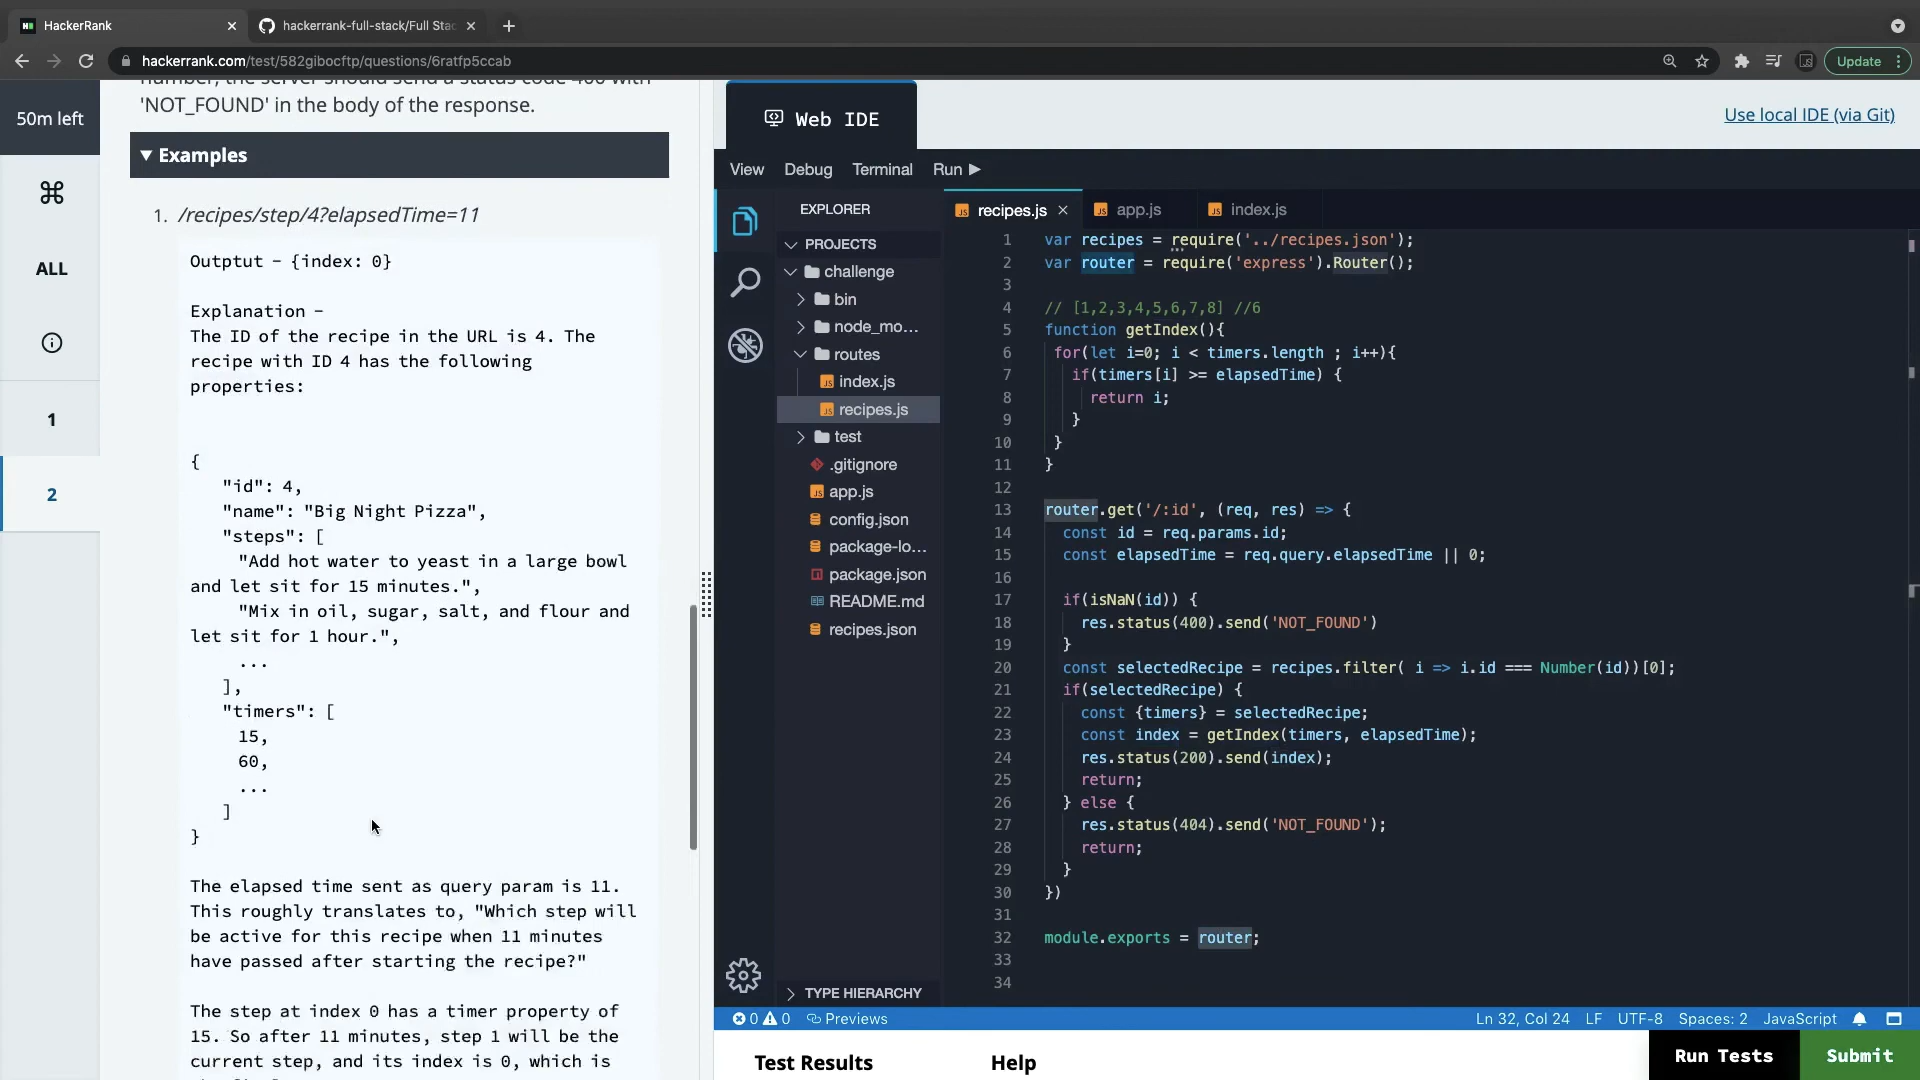 HackerRank
hackerrank-full-stack/Full Stac
hackerrank.com/test/582gibocftp/questions/6ratfp5ccab
Update
50m left
ALL
1
2
'NOT_FOUND' in the body of the response.
▼ Examples
1. /recipes/step/4?elapsedTime=11
Outptut – {index: 0}
Explanation –
The ID of the recipe in the URL is 4. The
recipe with ID 4 has the following
properties:
{
"id": 4,
"name": "Big Night Pizza",
"steps": [
"Add hot water to yeast in a large bowl
and let sit for 15 minutes.",
"Mix in oil, sugar, salt, and flour and
let sit for 1 hour.",
...
],
"timers": [
15,
60,
...
]
}
The elapsed time sent as query param is 11.
This roughly translates to, "Which step will
be active for this recipe when 11 minutes
have passed after starting the recipe?"
The step at index 0 has a timer property of
15. So after 11 minutes, step 1 will be the
current step, and its index is 0, which is
Web IDE
Use local IDE (via Git)
View Debug Terminal Run ▶
EXPLORER
PROJECTS
challenge
bin
node_mo...
routes
index.js
recipes.js
test
.gitignore
app.js
config.json
package-lo...
package.json
README.md
recipes.json
TYPE HIERARCHY
recipes.js app.js index.js
1 var recipes = require('../recipes.json');
2 var router = require('express').Router();
3
4 // [1,2,3,4,5,6,7,8] //6
5 function getIndex(){
6 for(let i=0; i < timers.length ; i++){
7 if(timers[i] >= elapsedTime) {
8 return i;
9 }
10 }
11 }
12
13 router.get('/:id', (req, res) => {
14 const id = req.params.id;
15 const elapsedTime = req.query.elapsedTime || 0;
16
17 if(isNaN(id)) {
18 res.status(400).send('NOT_FOUND')
19 }
20 const selectedRecipe = recipes.filter( i => i.id === Number(id))[0];
21 if(selectedRecipe) {
22 const {timers} = selectedRecipe;
23 const index = getIndex(timers, elapsedTime);
24 res.status(200).send(index);
25 return;
26 } else {
27 res.status(404).send('NOT_FOUND');
28 return;
29 }
30 })
31
32 module.exports = router;
33
34
0 0 Previews
Ln 32, Col 24 LF UTF-8 Spaces: 2 JavaScript
Test Results Help
Run Tests Submit